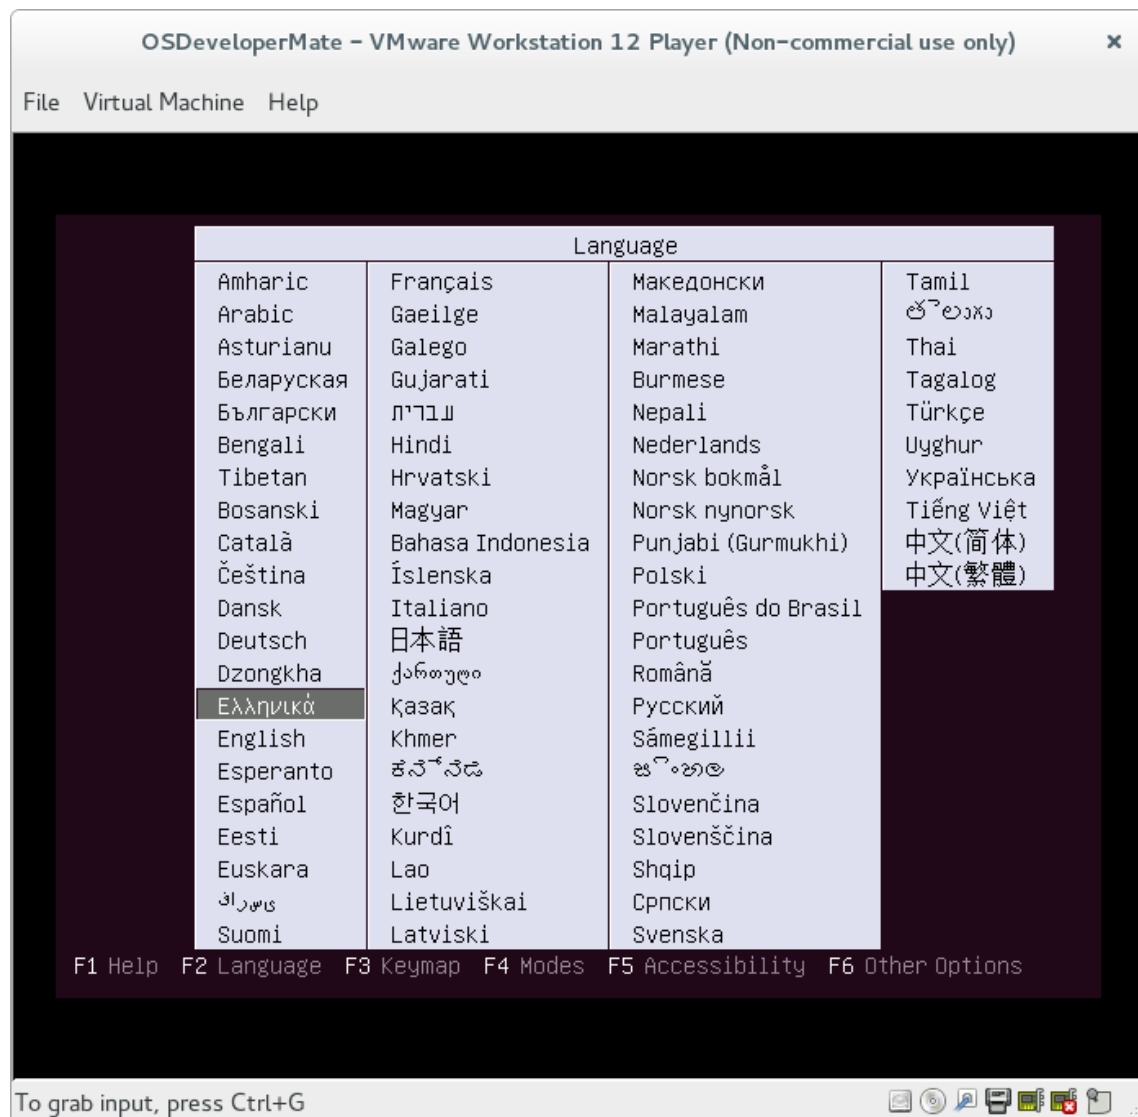 OSDeveloperMate – VMware Workstation 12 Player (Non-commercial use only)
File Virtual Machine Help
Language
Amharic
Arabic
Asturianu
Беларуская
Български
Bengali
Tibetan
Bosanski
Català
Čeština
Dansk
Deutsch
Dzongkha
Ελληνικά
English
Esperanto
Español
Eesti
Euskara
ﯽﺳﺭﺎﻓ
Suomi
Français
Gaeilge
Galego
Gujarati
תירבע
Hindi
Hrvatski
Magyar
Bahasa Indonesia
Íslenska
Italiano
日本語
ქართული
Қазақ
Khmer
한국어
Kurdî
Lao
Lietuviškai
Latviski
Македонски
Malayalam
Marathi
Burmese
Nepali
Nederlands
Norsk bokmål
Norsk nynorsk
Punjabi (Gurmukhi)
Polski
Português do Brasil
Português
Română
Русский
Sámegillii
Slovenčina
Slovenščina
Shqip
Српски
Svenska
Tamil
Thai
Tagalog
Türkçe
Uyghur
Українська
Tiếng Việt
中文(简体)
中文(繁體)
F1 Help F2 Language F3 Keymap F4 Modes F5 Accessibility F6 Other Options
To grab input, press Ctrl+G